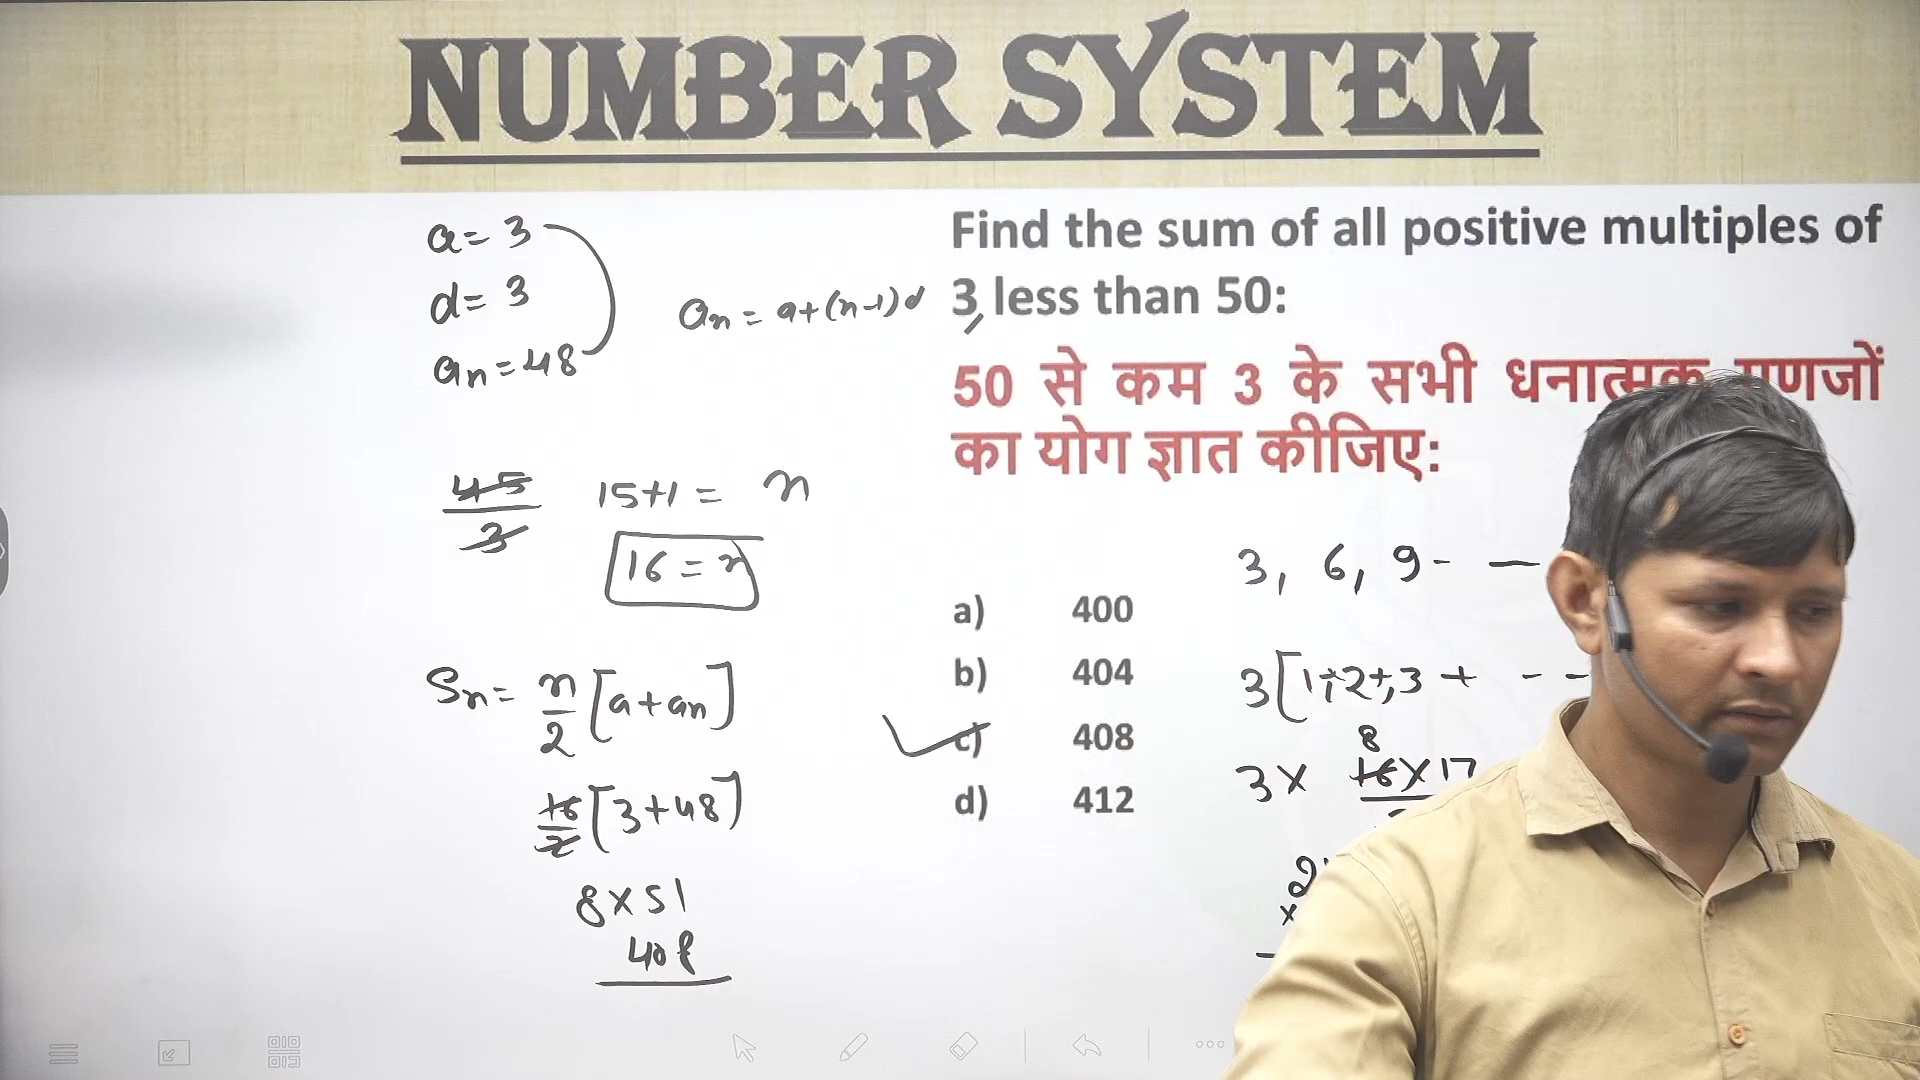 NUMBER SYSTEM
a = 3
d = 3
an = 48
an = a+(n-1)d
45/3
15+1 = n
16 = n
Sn = n/2 [a+an]
16/2 [3+48]
8×51
408
Find the sum of all positive multiples of
3, less than 50:
50 से कम 3 के सभी धनात्मक
का योग ज्ञात कीजिए:
a) 400
b) 404
c) 408
d) 412
3, 6, 9 - —
3[1+2+3 + - -
8
3× 16×17